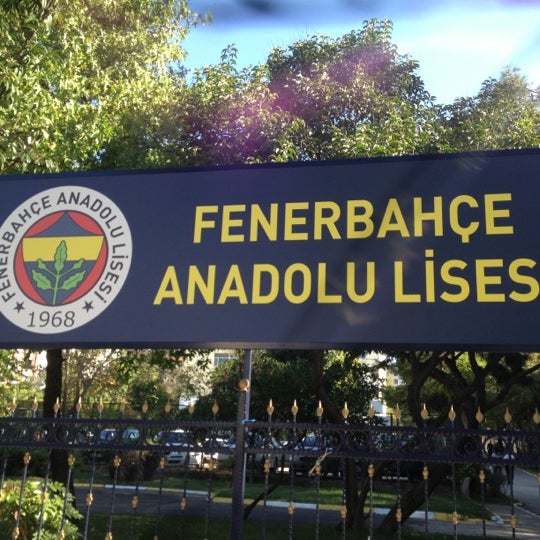 FENERBAHÇE ANADOLU LİSESİ
1968
FENERBAHÇE
ANADOLU LİSES